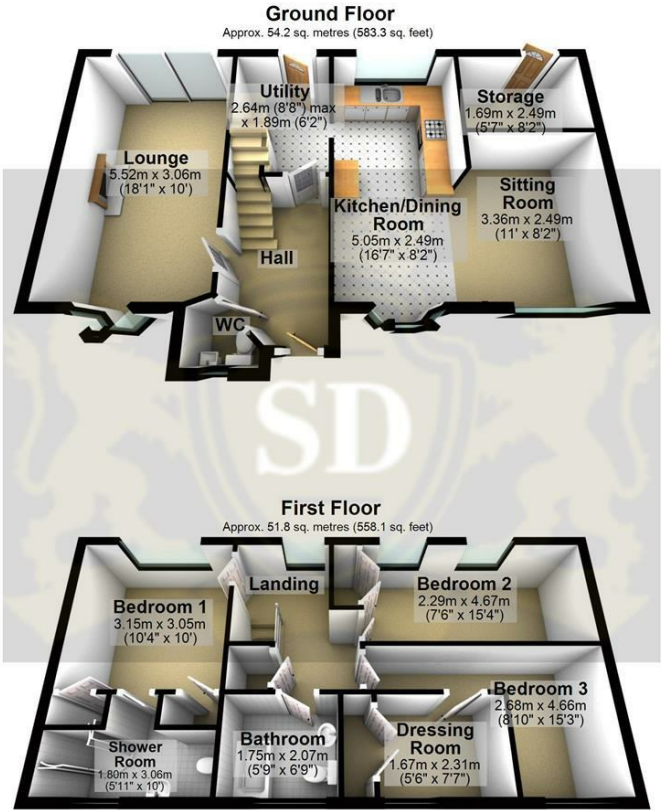 Ground Floor
Approx. 54.2 sq. metres (583.3 sq. feet)
Utility
2.64m (8'8") max
x 1.89m (6'2")
Storage
1.69m x 2.49m
(5'7" x 8'2")
Lounge
5.52m x 3.06m
(18'1" x 10')
Sitting
Room
3.36m x 2.49m
(11' x 8'2")
Kitchen/Dining
Room
5.05m x 2.49m
(16'7" x 8'2")
Hall
WC
SD
First Floor
Approx. 51.8 sq. metres (558.1 sq. feet)
Landing
Bedroom 1
3.15m x 3.05m
(10'4" x 10')
Bedroom 2
2.29m x 4.67m
(7'6" x 15'4")
Bedroom 3
2.68m x 4.66m
(8'10" x 15'3")
Shower
Room
1.80m x 3.06m
(5'11" x 10')
Bathroom
1.75m x 2.07m
(5'9" x 6'9")
Dressing
Room
1.67m x 2.31m
(5'6" x 7'7")